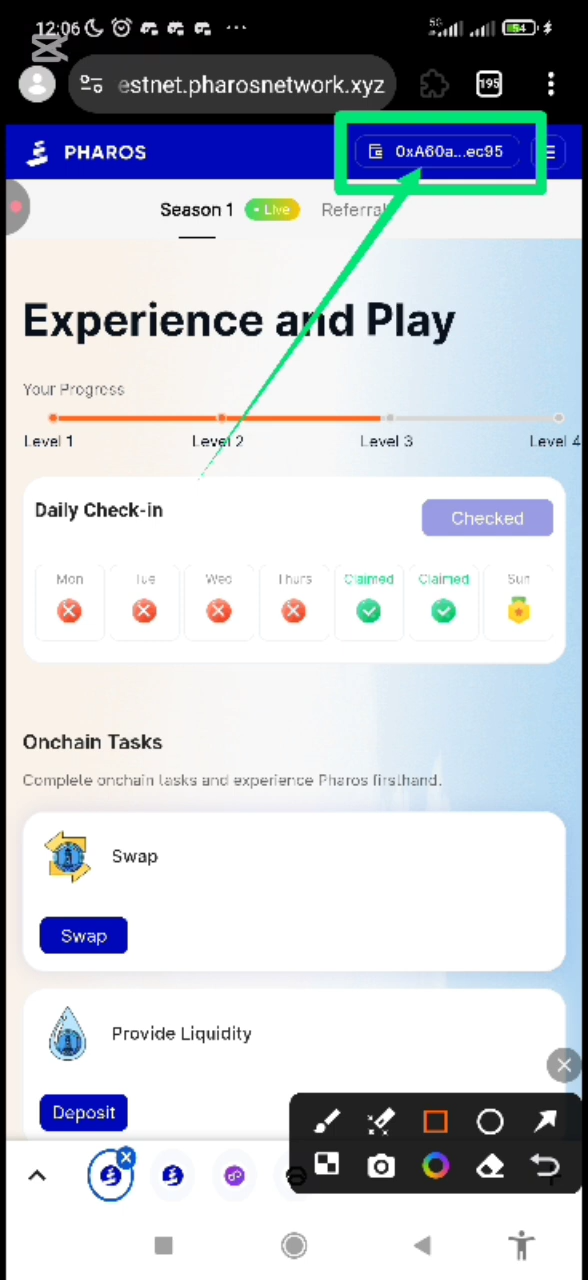 12:06
5G
54
estnet.pharosnetwork.xyz
195
PHAROS
0xA60a...ec95
Season 1
Live
Referral
Experience and Play
Your Progress
Level 1
Level 2
Level 3
Level 4
Daily Check-in
Checked
Mon
Tue
Wed
Thurs
Claimed
Claimed
Sun
Onchain Tasks
Complete onchain tasks and experience Pharos firsthand.
Swap
Swap
Provide Liquidity
Deposit